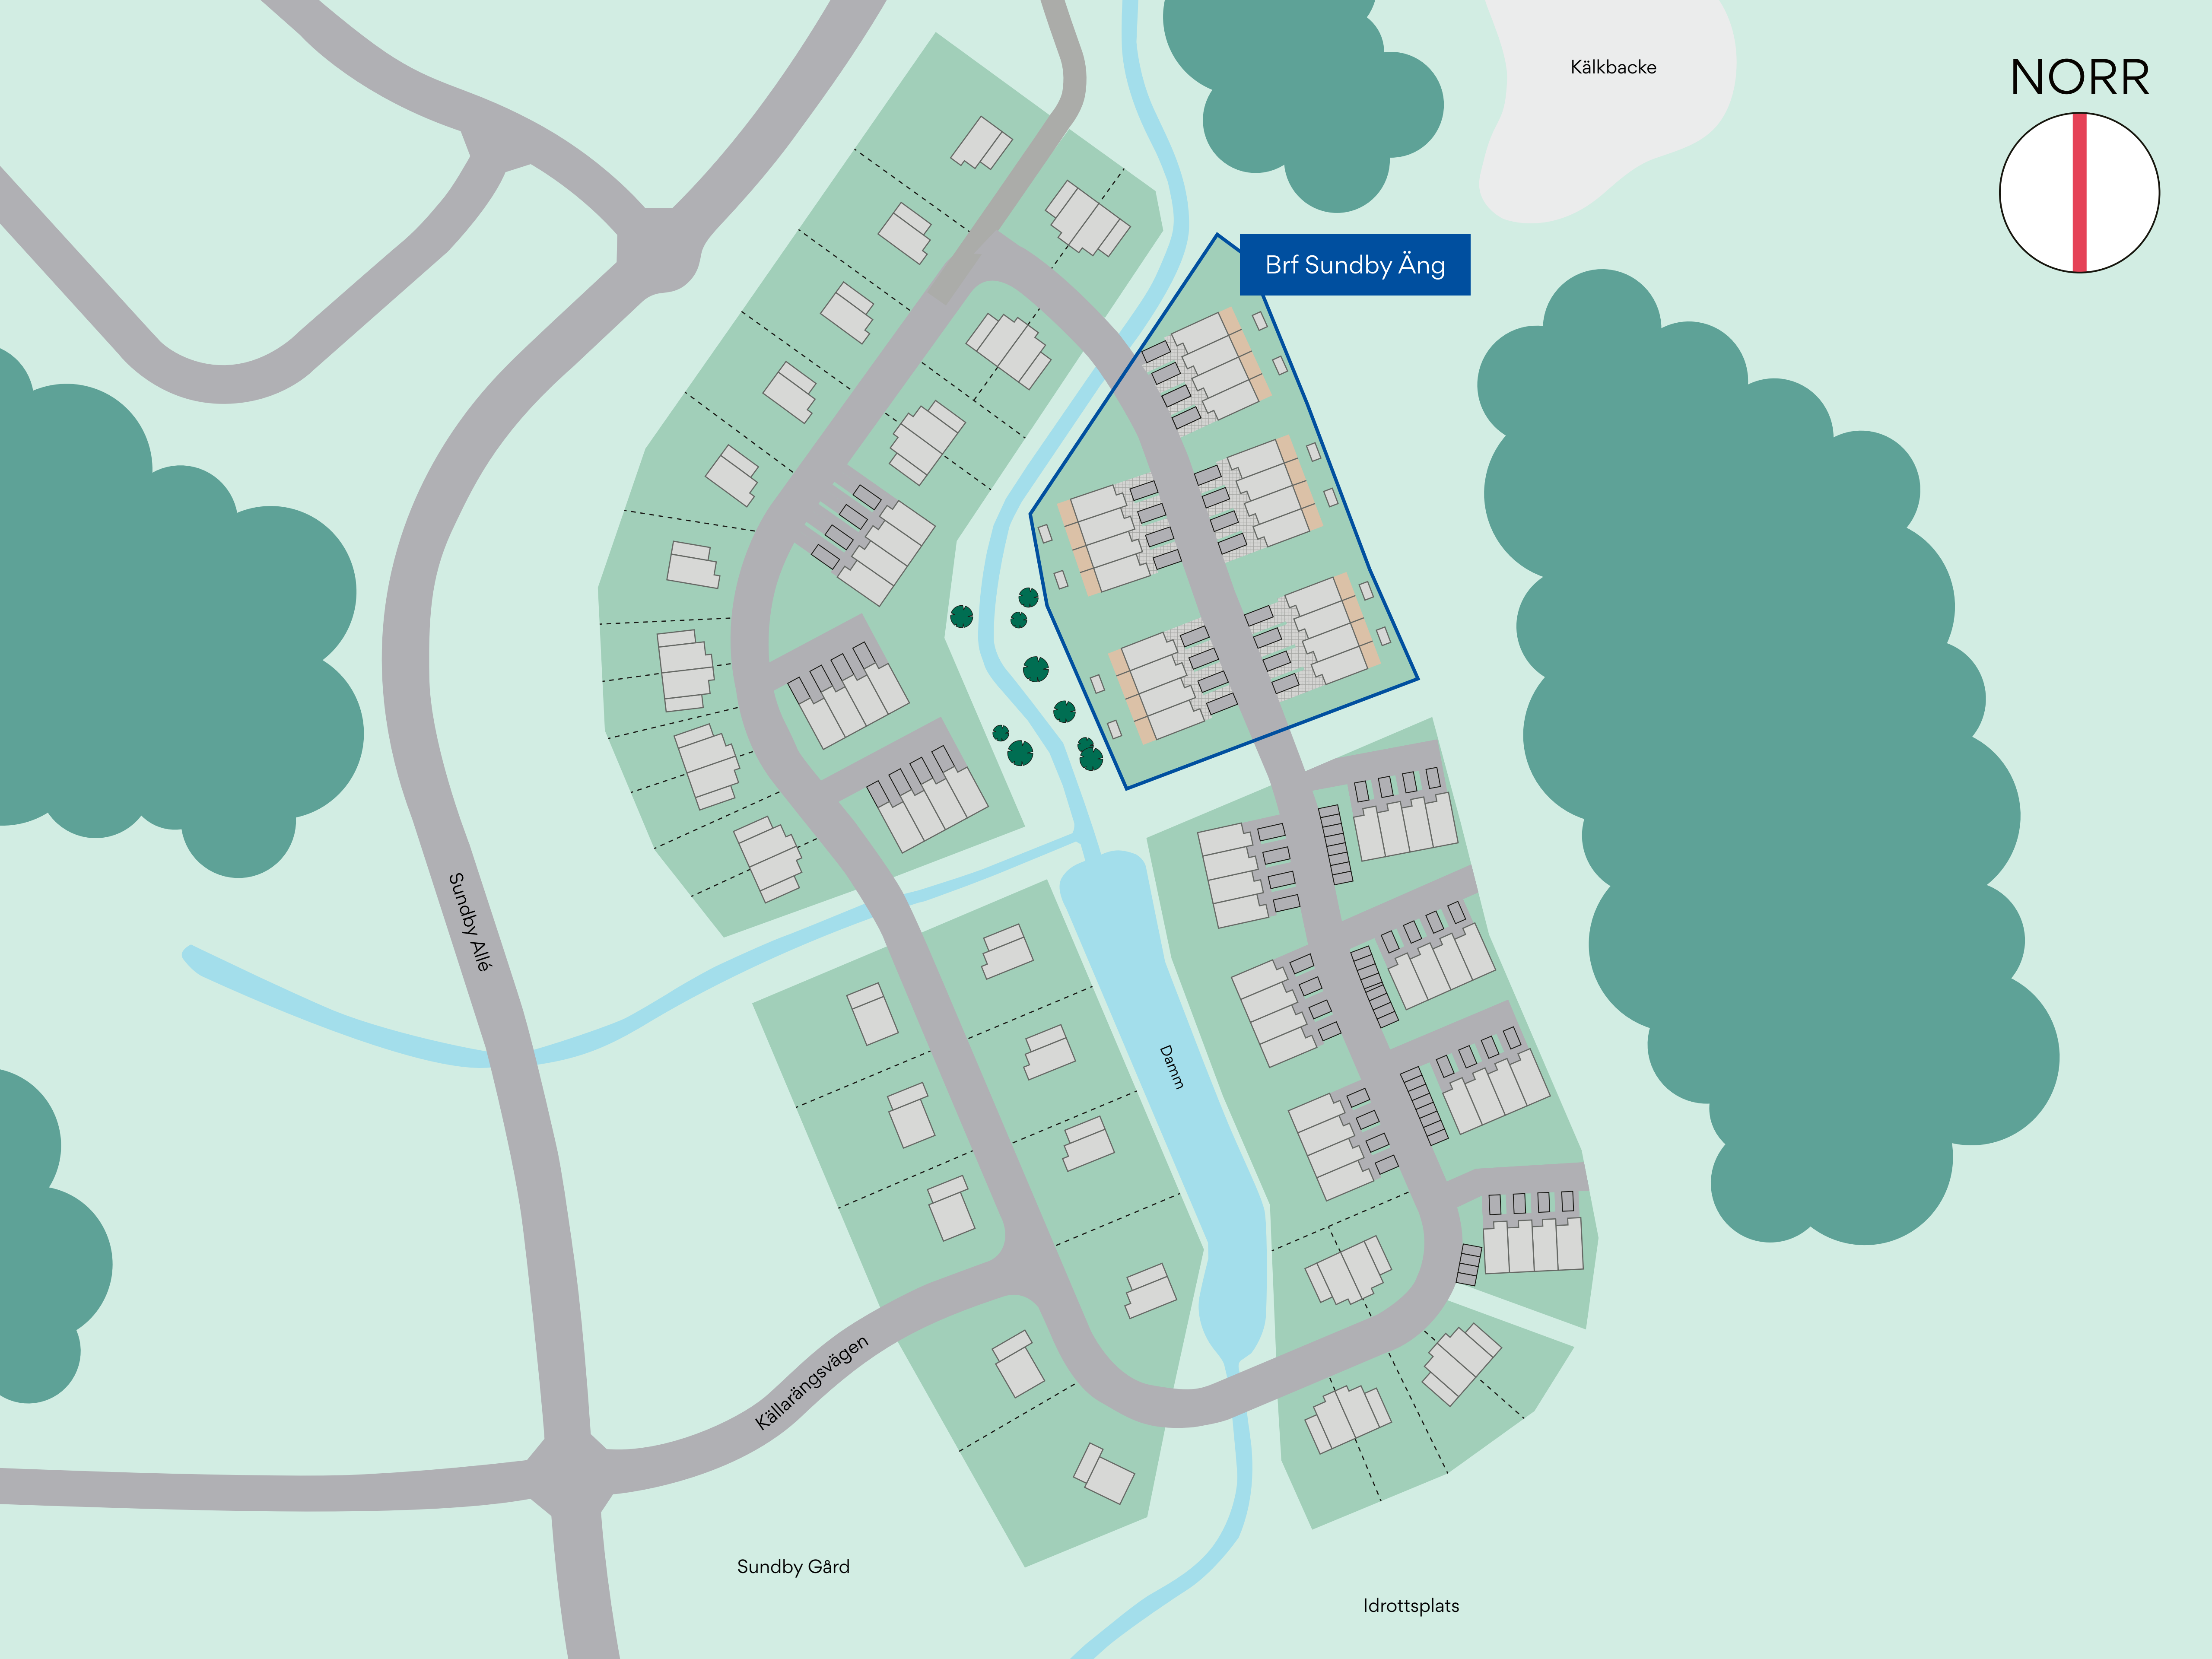 Kälkbacke
NORR
Brf Sundby Äng
Sundby Allé
Damm
Källarängsvägen
Sundby Gård
Idrottsplats